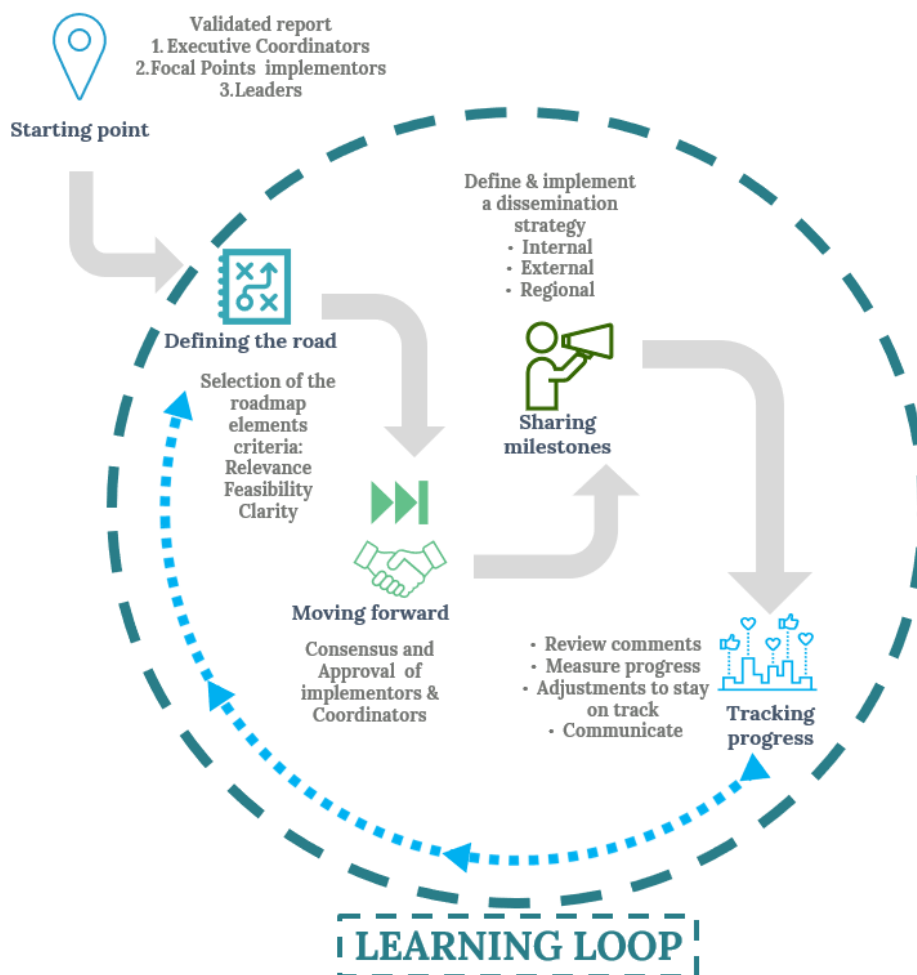 Validated report
1. Executive Coordinators
2.Focal Points implementors
3.Leaders
Starting point
Defining the road
Selection of the
roadmap
elements
criteria:
Relevance
Feasibility
Clarity
Moving forward
Consensus and
Approval of
implementors &
Coordinators
Define & implement
a dissemination
strategy
• Internal
• External
• Regional
Sharing
milestones
• Review comments
• Measure progress
• Adjustments to stay
on track
• Communicate
Tracking
progress
LEARNING LOOP